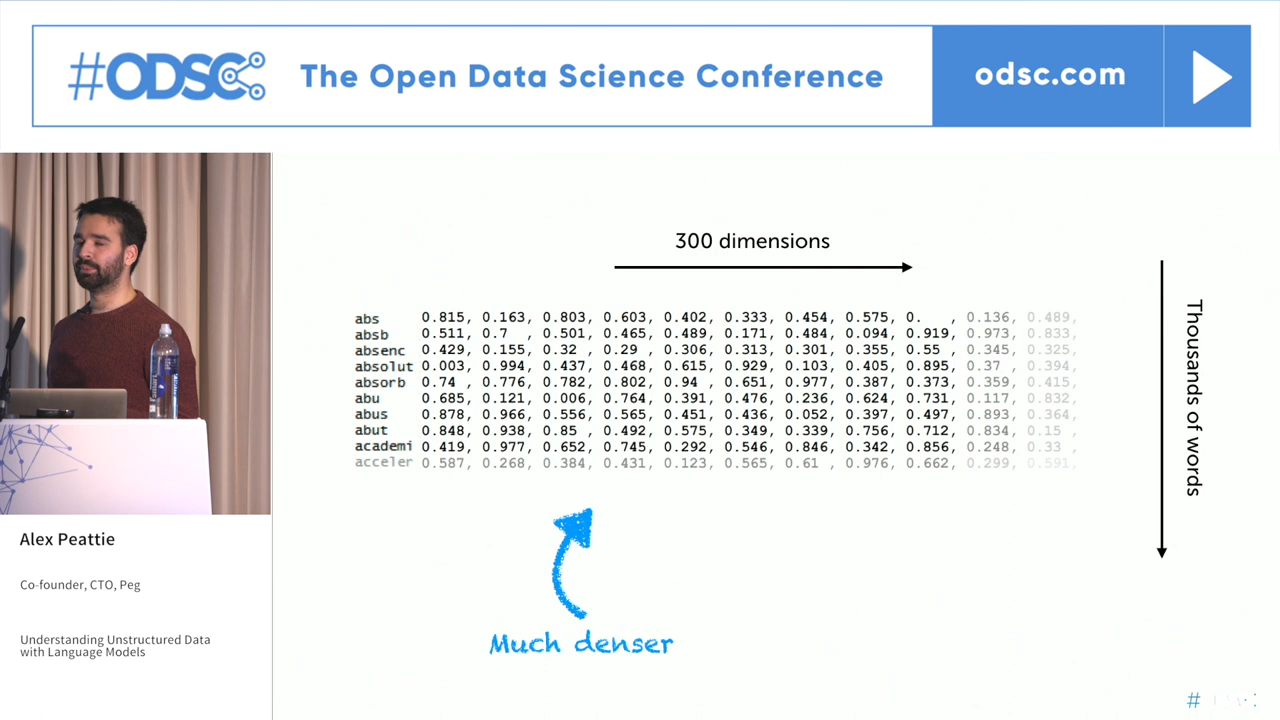 #ODSC
The Open Data Science Conference
odsc.com
300 dimensions
Thousands of words
abs 0.815, 0.163, 0.803, 0.603, 0.402, 0.333, 0.454, 0.575, 0. , 0.136, 0.489,
absb 0.511, 0.7 , 0.501, 0.465, 0.489, 0.171, 0.484, 0.094, 0.919, 0.973, 0.833,
absenc 0.429, 0.155, 0.32 , 0.29 , 0.306, 0.313, 0.301, 0.355, 0.55 , 0.345, 0.325,
absolut 0.003, 0.994, 0.437, 0.468, 0.615, 0.929, 0.103, 0.405, 0.895, 0.37 , 0.394,
absorb 0.74 , 0.776, 0.782, 0.802, 0.94 , 0.651, 0.977, 0.387, 0.373, 0.359, 0.415,
abu 0.685, 0.121, 0.006, 0.764, 0.391, 0.476, 0.236, 0.624, 0.731, 0.117, 0.832,
abus 0.878, 0.966, 0.556, 0.565, 0.451, 0.436, 0.052, 0.397, 0.497, 0.893, 0.364,
abut 0.848, 0.938, 0.85 , 0.492, 0.575, 0.349, 0.339, 0.756, 0.712, 0.834, 0.15 ,
academi 0.419, 0.977, 0.652, 0.745, 0.292, 0.546, 0.846, 0.342, 0.856, 0.248, 0.33 ,
acceler 0.587, 0.268, 0.384, 0.431, 0.123, 0.565, 0.61 , 0.976, 0.662, 0.299, 0.591,
Much denser
Alex Peattie
Co-founder, CTO, Peg
Understanding Unstructured Data
with Language Models
#